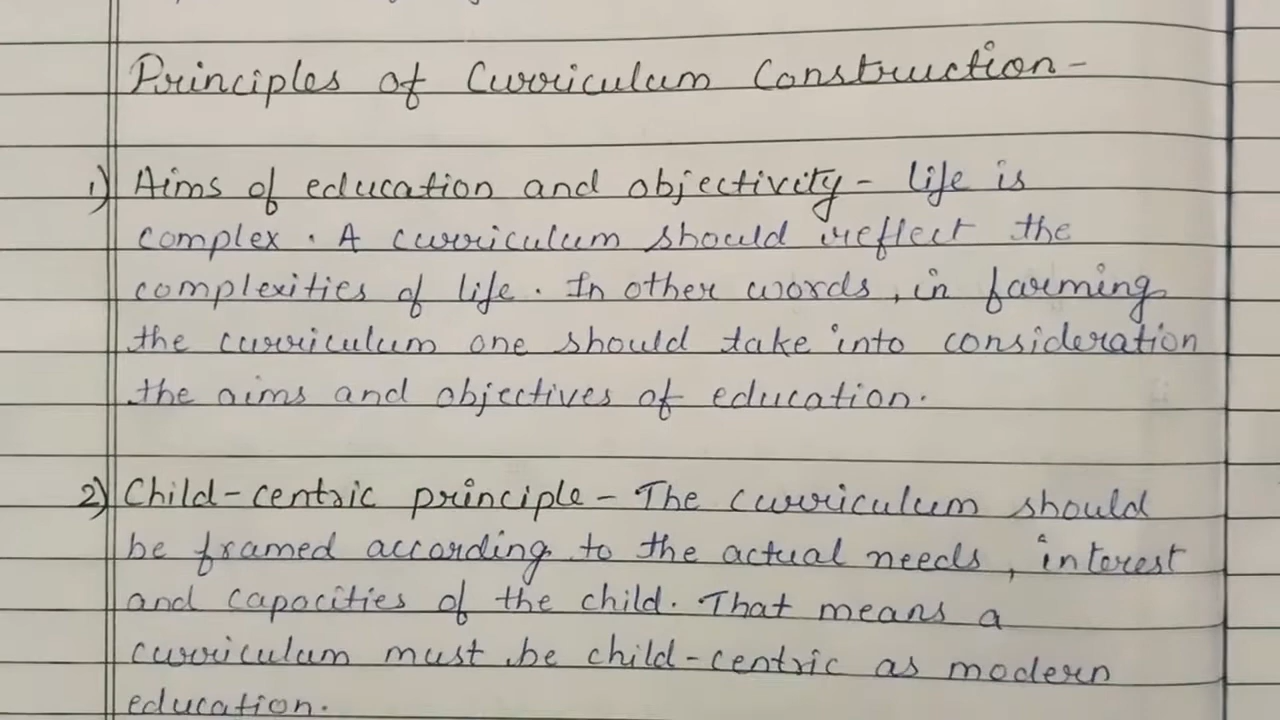 Principles of Curriculum Construction-
1) Aims of education and objectivity - life is
complex. A curriculum should reflect the
complexities of life. In other words, in farming
the curriculum one should take into consideration
the aims and objectives of education.
2) Child-centric principle - The curriculum should
be framed according to the actual needs, interest
and capacities of the child. That means a
curriculum must be child-centric as modern
education.